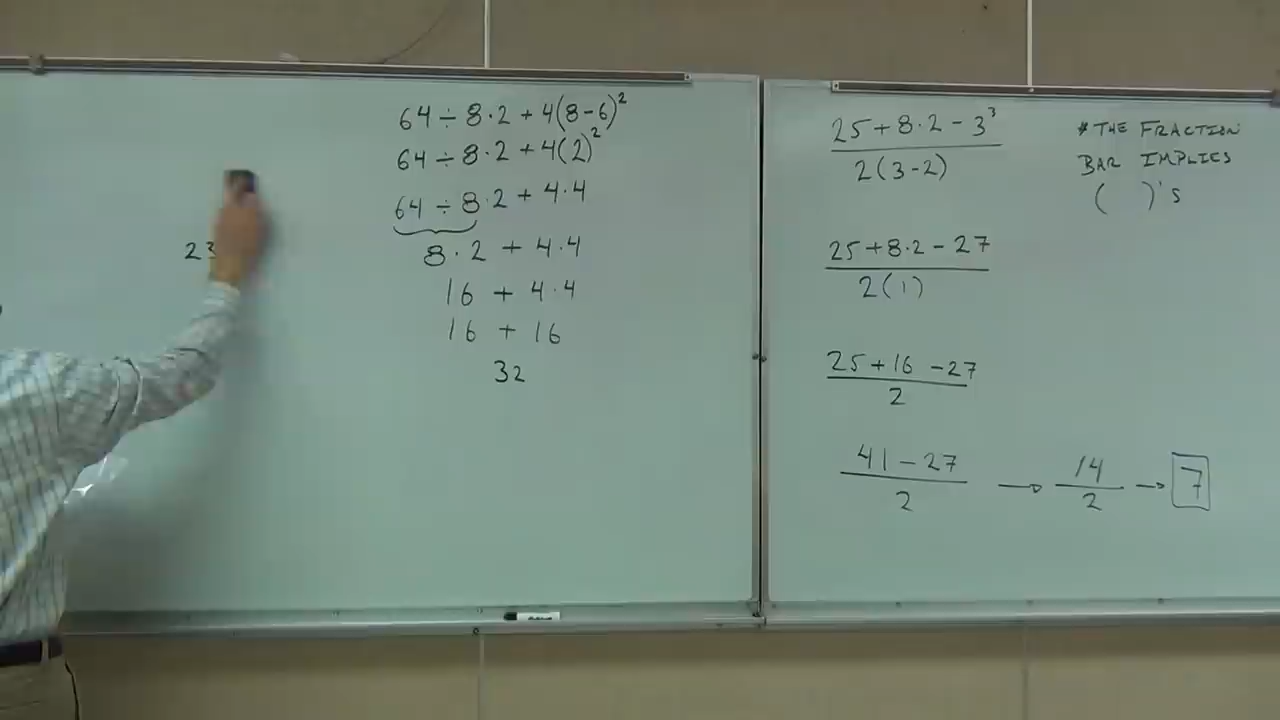 23
64 ÷ 8 · 2 + 4(8 - 6)²
64 ÷ 8 · 2 + 4(2)²
64 ÷ 8 · 2 + 4 · 4
8 · 2 + 4 · 4
16 + 4 · 4
16 + 16
32
25 + 8 · 2 - 3³
2(3 - 2)
25 + 8 · 2 - 27
2(1)
25 + 16 - 27
2
41 - 27
2
→ 14
2
→ 7
* THE FRACTION
BAR IMPLIES
( )'S